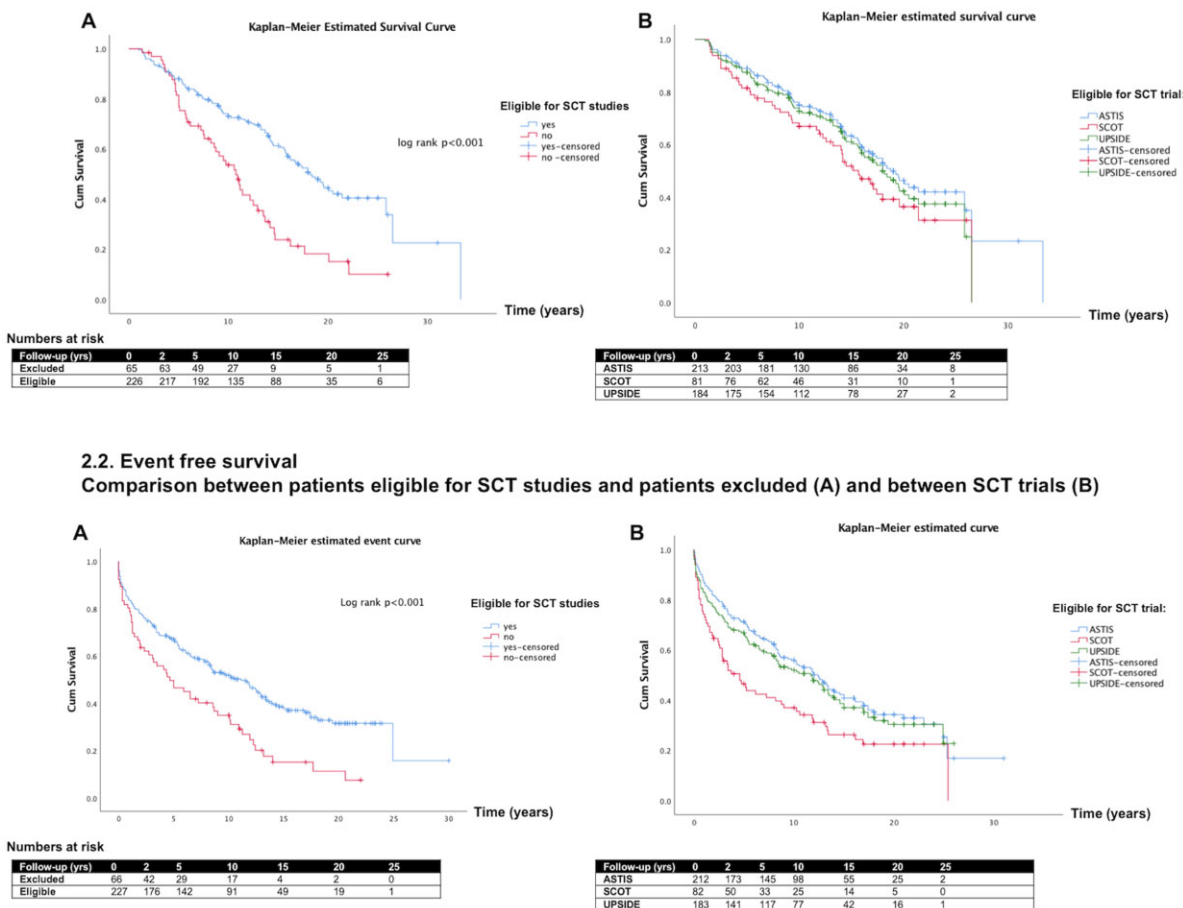 A
Kaplan-Meier Estimated Survival Curve
Cum Survival
1.0
0.8
0.6
0.4
0.2
0.0
0
10
20
30
Time (years)
Eligible for SCT studies
yes
no
yes-censored
no -censored
log rank p<0.001
Numbers at risk
Follow-up (yrs) 0 2 5 10 15 20 25
Excluded 65 63 49 27 9 5 1
Eligible 226 217 192 135 88 35 6
B
Kaplan-Meier estimated survival curve
Cum Survival
1.0
0.8
0.6
0.4
0.2
0.0
0
10
20
30
Time (years)
Eligible for SCT trial:
ASTIS
SCOT
UPSIDE
ASTIS-censored
SCOT-censored
UPSIDE-censored
Follow-up (yrs) 0 2 5 10 15 20 25
ASTIS 213 203 181 130 86 34 8
SCOT 81 76 62 46 31 10 1
UPSIDE 184 175 154 112 78 27 2
2.2. Event free survival
Comparison between patients eligible for SCT studies and patients excluded (A) and between SCT trials (B)
A
Kaplan-Meier estimated event curve
Cum Survival
1.0
0.8
0.6
0.4
0.2
0.0
0
5
10
15
20
25
30
Time (years)
Log rank p<0.001
Eligible for SCT studies
yes
no
yes-censored
no-censored
Numbers at risk
Follow-up (yrs) 0 2 5 10 15 20 25
Excluded 66 42 29 17 4 2 0
Eligible 227 176 142 91 49 19 1
B
Kaplan-Meier estimated curve
Cum Survival
1.0
0.8
0.6
0.4
0.2
0.0
0
10
20
30
Time (years)
Eligible for SCT trial:
ASTIS
SCOT
UPSIDE
ASTIS-censored
SCOT-censored
UPSIDE-censored
Follow-up (yrs) 0 2 5 10 15 20 25
ASTIS 212 173 145 98 55 25 2
SCOT 82 50 33 25 14 5 0
UPSIDE 183 141 117 77 42 16 1